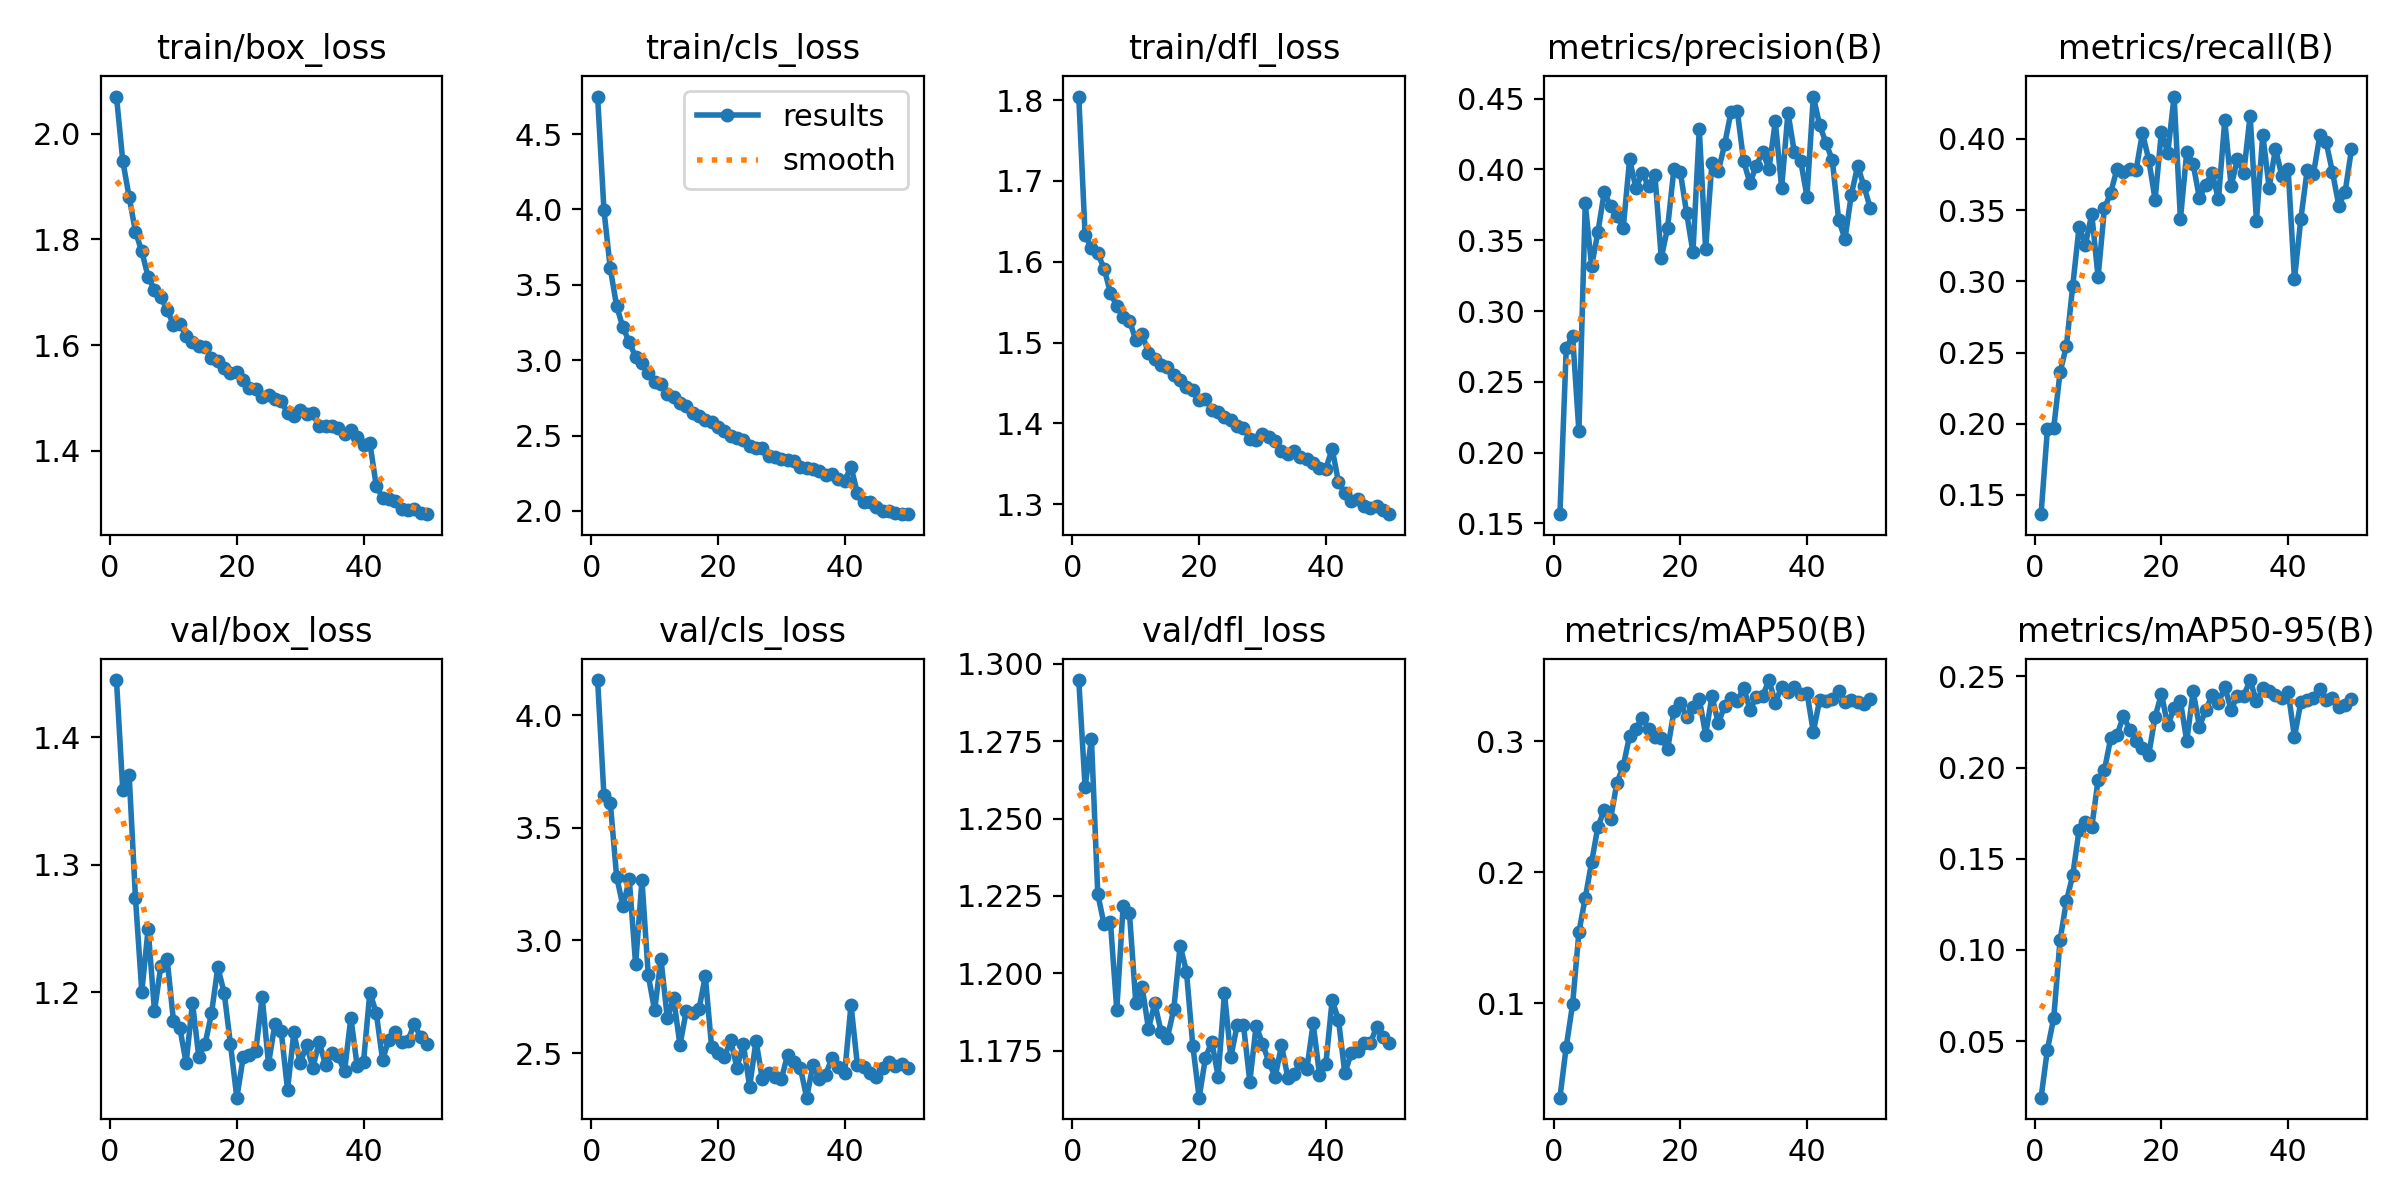 train/box_loss
2.0
1.8
1.6
1.4
0 20 40
train/cls_loss
results
smooth
4.5
4.0
3.5
3.0
2.5
2.0
0 20 40
train/dfl_loss
1.8
1.7
1.6
1.5
1.4
1.3
0 20 40
metrics/precision(B)
0.45
0.40
0.35
0.30
0.25
0.20
0.15
0 20 40
metrics/recall(B)
0.40
0.35
0.30
0.25
0.20
0.15
0 20 40
val/box_loss
1.4
1.3
1.2
0 20 40
val/cls_loss
4.0
3.5
3.0
2.5
0 20 40
val/dfl_loss
1.300
1.275
1.250
1.225
1.200
1.175
0 20 40
metrics/mAP50(B)
0.3
0.2
0.1
0 20 40
metrics/mAP50-95(B)
0.25
0.20
0.15
0.10
0.05
0 20 40